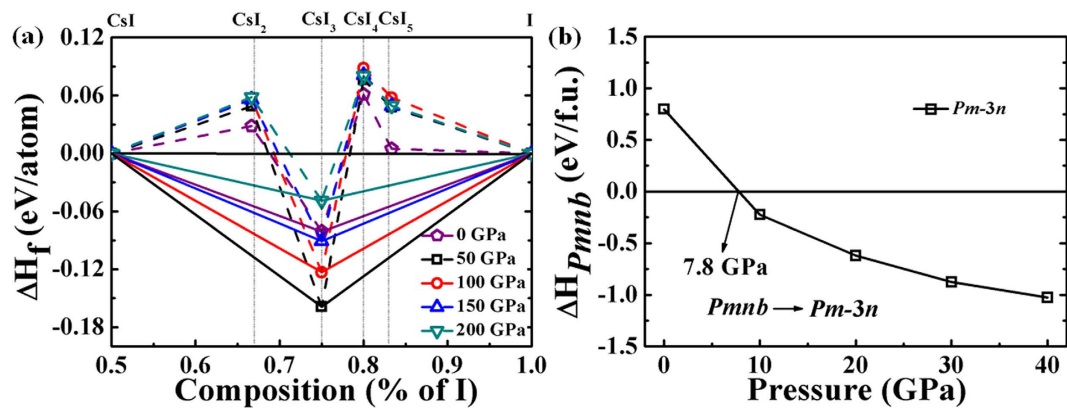 (a)
CsI CsI₂ CsI₃ CsI₄ CsI₅ I
0.12
0.06
0.00
-0.06
-0.12
-0.18
ΔH_f (eV/atom)
0 GPa
50 GPa
100 GPa
150 GPa
200 GPa
0.5 0.6 0.7 0.8 0.9 1.0
Composition (% of I)
(b)
1.5
1.0
0.5
0.0
-0.5
-1.0
-1.5
ΔH_Pmnb (eV/f.u.)
Pm-3n
7.8 GPa
Pmnb → Pm-3n
0 10 20 30 40
Pressure (GPa)